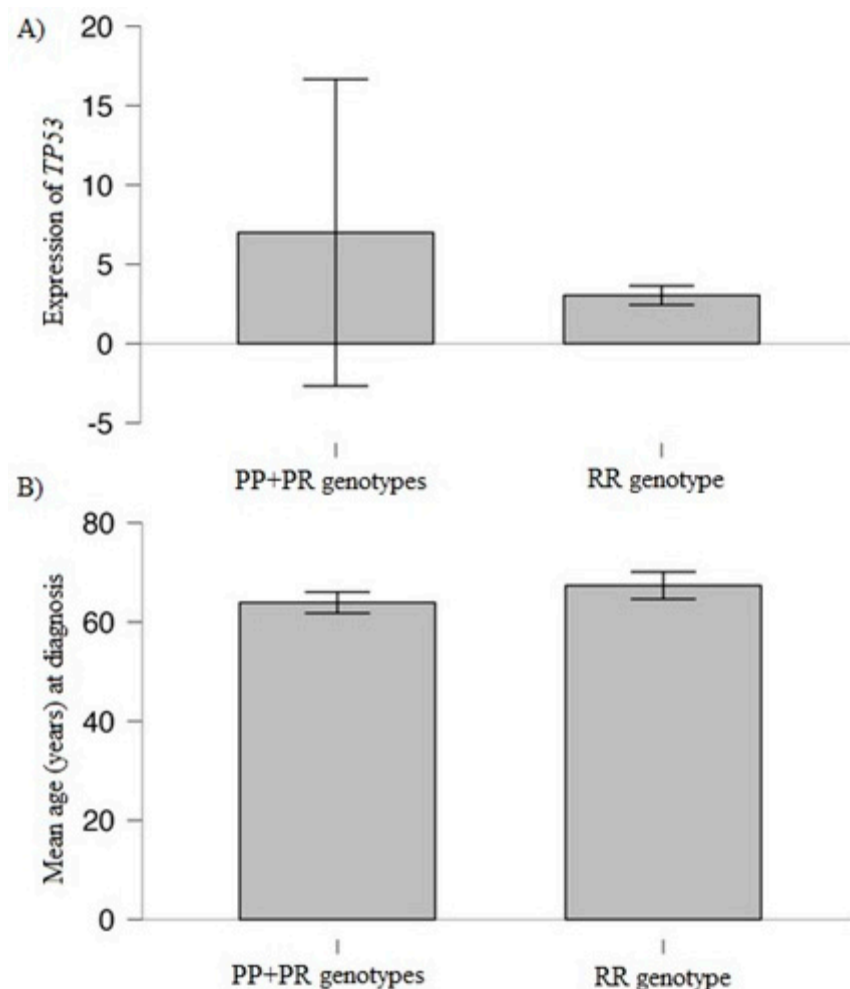 A)
Expression of TP53
20
15
10
5
0
-5
PP+PR genotypes
RR genotype
B)
Mean age (years) at diagnosis
80
60
40
20
0
PP+PR genotypes
RR genotype